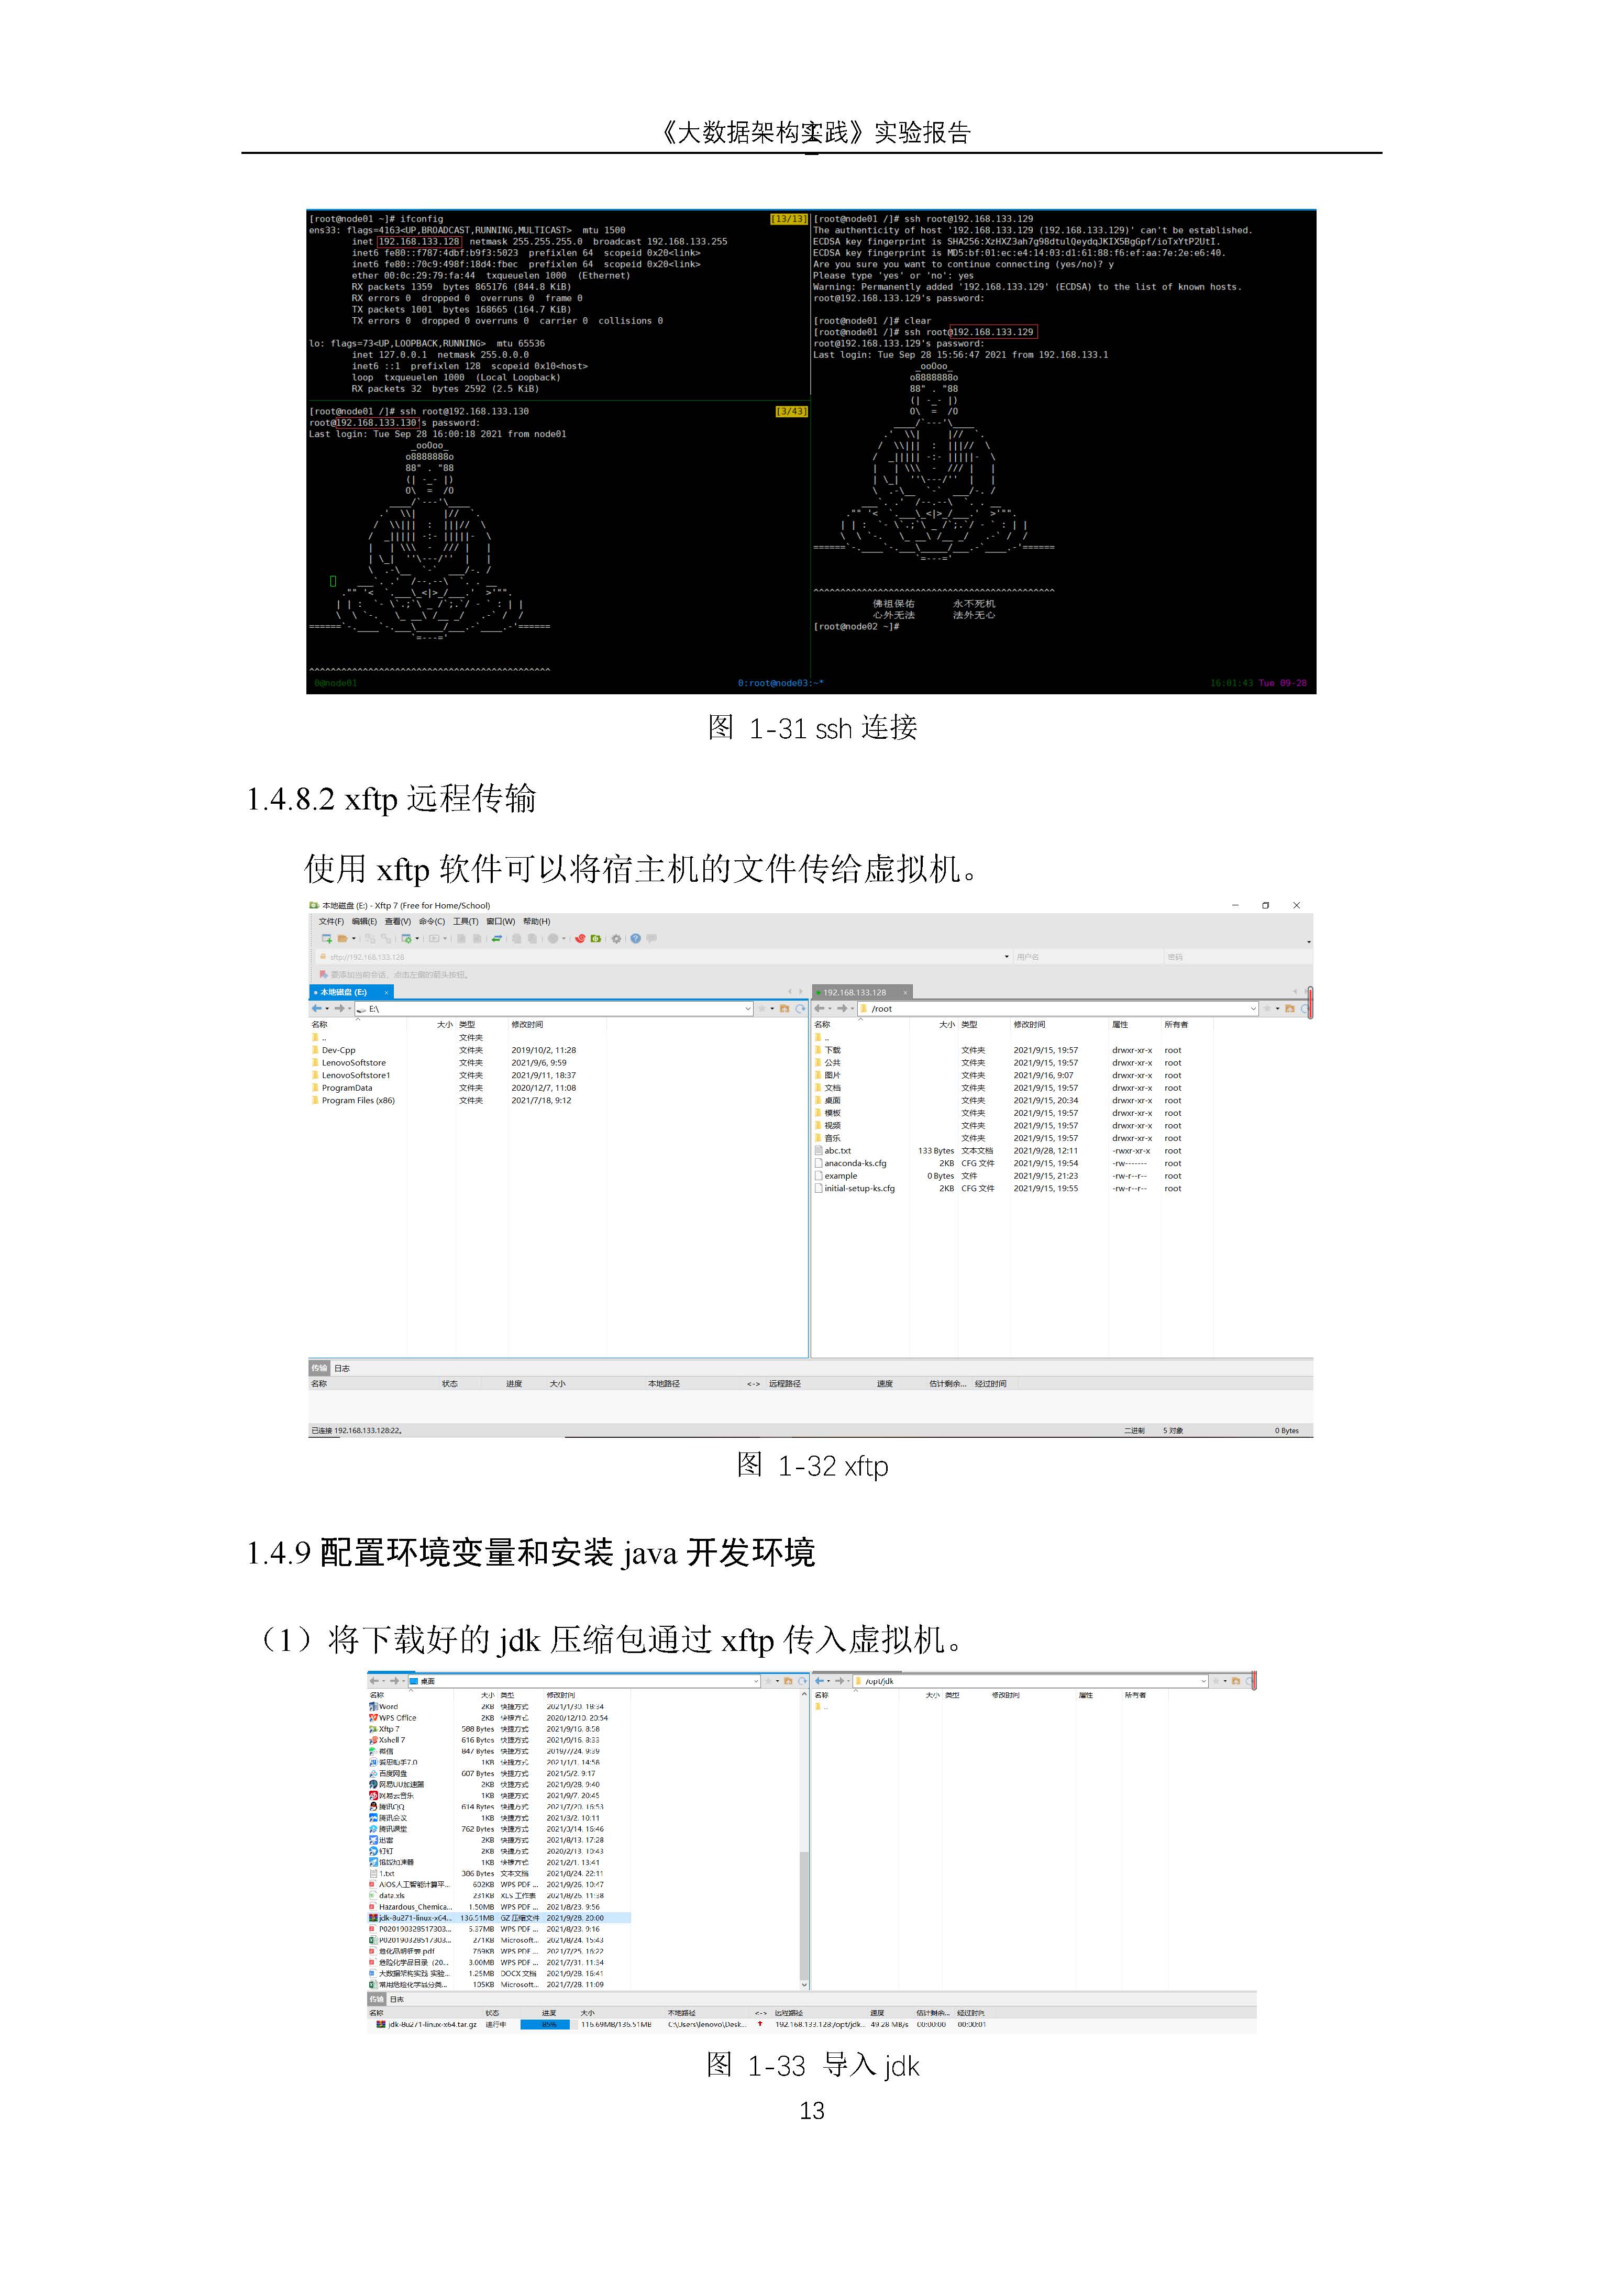 《大数据架构实践》实验报告
[root@node01 ~]# ifconfig [13/13]
ens33: flags=4163<UP,BROADCAST,RUNNING,MULTICAST>  mtu 1500
inet 192.168.133.128  netmask 255.255.255.0  broadcast 192.168.133.255
inet6 fe80::f787:4dbf:b9f3:5023  prefixlen 64  scopeid 0x20<link>
inet6 fe80::70c9:498f:18d4:fbec  prefixlen 64  scopeid 0x20<link>
ether 00:0c:29:79:fa:44  txqueuelen 1000  (Ethernet)
RX packets 1359  bytes 865176 (844.8 KiB)
RX errors 0  dropped 0  overruns 0  frame 0
TX packets 1001  bytes 168665 (164.7 KiB)
TX errors 0  dropped 0 overruns 0  carrier 0  collisions 0
lo: flags=73<UP,LOOPBACK,RUNNING>  mtu 65536
inet 127.0.0.1  netmask 255.0.0.0
inet6 ::1  prefixlen 128  scopeid 0x10<host>
loop  txqueuelen 1000  (Local Loopback)
RX packets 32  bytes 2592 (2.5 KiB)
[root@node01 /]# ssh root@192.168.133.130 [3/43]
root@192.168.133.130's password:
Last login: Tue Sep 28 16:00:18 2021 from node01
[root@node01 /]# ssh root@192.168.133.129
The authenticity of host '192.168.133.129 (192.168.133.129)' can't be established.
ECDSA key fingerprint is SHA256:XzHXZ3ah7g98dtulQeydqJKIX5BgGpf/ioTxYtP2UtI.
ECDSA key fingerprint is MD5:bf:01:ec:e4:14:03:d1:61:88:f6:ef:aa:7e:2e:e6:40.
Are you sure you want to continue connecting (yes/no)? y
Please type 'yes' or 'no': yes
Warning: Permanently added '192.168.133.129' (ECDSA) to the list of known hosts.
root@192.168.133.129's password:
[root@node01 /]# clear
[root@node01 /]# ssh root@192.168.133.129
root@192.168.133.129's password:
Last login: Tue Sep 28 15:56:47 2021 from 192.168.133.1
佛祖保佑 永不死机
心外无法 法外无心
[root@node02 ~]#
0@node01 0:root@node03:~* 16:01:43 Tue 09-28
图 1-31 ssh 连接
1.4.8.2 xftp 远程传输
使用 xftp 软件可以将宿主机的文件传给虚拟机。
本地磁盘 (E:) - Xftp 7 (Free for Home/School)
文件(F) 编辑(E) 查看(V) 命令(C) 工具(T) 窗口(W) 帮助(H)
sftp://192.168.133.128 用户名 密码
要添加当前会话，点击左侧的箭头按钮。
本地磁盘 (E:)
E:\
名称 大小 类型 修改时间
.. 文件夹
Dev-Cpp 文件夹 2019/10/2, 11:28
LenovoSoftstore 文件夹 2021/9/6, 9:59
LenovoSoftstore1 文件夹 2021/9/11, 18:37
ProgramData 文件夹 2020/12/7, 11:08
Program Files (x86) 文件夹 2021/7/18, 9:12
192.168.133.128
/root
名称 大小 类型 修改时间 属性 所有者
..
下载 文件夹 2021/9/15, 19:57 drwxr-xr-x root
公共 文件夹 2021/9/15, 19:57 drwxr-xr-x root
图片 文件夹 2021/9/16, 9:07 drwxr-xr-x root
文档 文件夹 2021/9/15, 19:57 drwxr-xr-x root
桌面 文件夹 2021/9/15, 20:34 drwxr-xr-x root
模板 文件夹 2021/9/15, 19:57 drwxr-xr-x root
视频 文件夹 2021/9/15, 19:57 drwxr-xr-x root
音乐 文件夹 2021/9/15, 19:57 drwxr-xr-x root
abc.txt 133 Bytes 文本文档 2021/9/28, 12:11 -rwxr-xr-x root
anaconda-ks.cfg 2KB CFG 文件 2021/9/15, 19:54 -rw------- root
example 0 Bytes 文件 2021/9/15, 21:23 -rw-r--r-- root
initial-setup-ks.cfg 2KB CFG 文件 2021/9/15, 19:55 -rw-r--r-- root
传输 日志
名称 状态 进度 大小 本地路径 <-> 远程路径 速度 估计剩余... 经过时间
已连接 192.168.133.128:22。 二进制 5 对象 0 Bytes
图 1-32 xftp
1.4.9 配置环境变量和安装 java 开发环境
（1）将下载好的 jdk 压缩包通过 xftp 传入虚拟机。
桌面
名称 大小 类型 修改时间
Word 2KB 快捷方式 2021/1/30, 18:34
WPS Office 2KB 快捷方式 2020/12/10, 20:54
Xftp 7 588 Bytes 快捷方式 2021/9/16, 8:58
Xshell 7 616 Bytes 快捷方式 2021/9/16, 8:33
微信 847 Bytes 快捷方式 2019/7/24, 9:39
爱思助手7.0 1KB 快捷方式 2021/1/1, 14:58
百度网盘 607 Bytes 快捷方式 2021/5/2, 9:17
网易UU加速器 2KB 快捷方式 2021/9/28, 9:40
网易云音乐 1KB 快捷方式 2021/9/7, 20:45
腾讯QQ 614 Bytes 快捷方式 2021/7/20, 16:53
腾讯会议 1KB 快捷方式 2021/3/2, 10:11
腾讯课堂 762 Bytes 快捷方式 2021/3/14, 16:46
迅雷 2KB 快捷方式 2021/8/13, 17:28
钉钉 2KB 快捷方式 2020/2/13, 10:43
加速器 1KB 快捷方式 2021/2/1, 13:41
1.txt 386 Bytes 文本文档 2021/8/24, 22:11
AIOS人工智能计算平... 602KB WPS PDF ... 2021/9/26, 10:47
data.xls 231KB XLS 工作表 2021/8/26, 11:38
Hazardous_Chemica... 1.50MB WPS PDF ... 2021/8/23, 9:56
jdk-8u271-linux-x64... 136.51MB GZ 压缩文件 2021/9/28, 20:00
P020190328517303... 5.37MB WPS PDF ... 2021/8/23, 9:16
P020190328517303... 271KB Microsoft... 2021/8/24, 15:43
危化品明细表.pdf 769KB WPS PDF ... 2021/7/25, 16:22
危险化学品目录（20... 3.00MB WPS PDF ... 2021/7/31, 11:34
大数据架构实践 实验... 1.25MB DOCX 文档 2021/9/28, 16:41
常用危险化学品分类... 105KB Microsoft... 2021/7/28, 11:09
/opt/jdk
名称 大小 类型 修改时间 属性 所有者
..
传输 日志
名称 状态 进度 大小 本地路径 <-> 远程路径 速度 估计剩余... 经过时间
jdk-8u271-linux-x64.tar.gz 进行中 85% 116.69MB/136.51MB C:\Users\lenovo\Desk... 192.168.133.128:/opt/jdk... 49.28 MB/s 00:00:00 00:00:01
图 1-33 导入 jdk
13